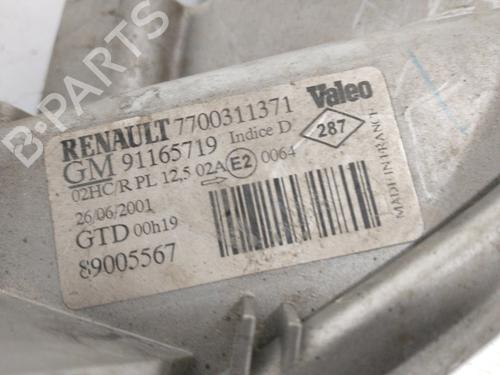 B-Parts
RENAULT 7700311371 Valeo
GM 91165719 Indice D 287
02HC/R PL 12,5 02A E2 0064
26/06/2001
GTD 00h19
89005567
MADE IN FRANCE